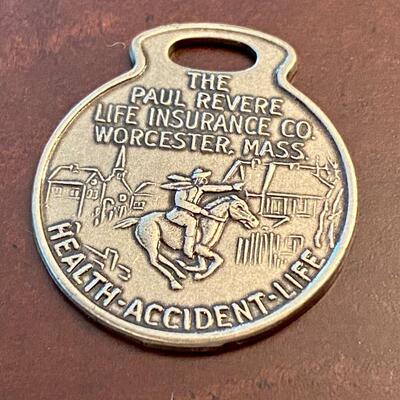 THE
PAUL REVERE
LIFE INSURANCE CO.
WORCESTER, MASS.
HEALTH-ACCIDENT-LIFE